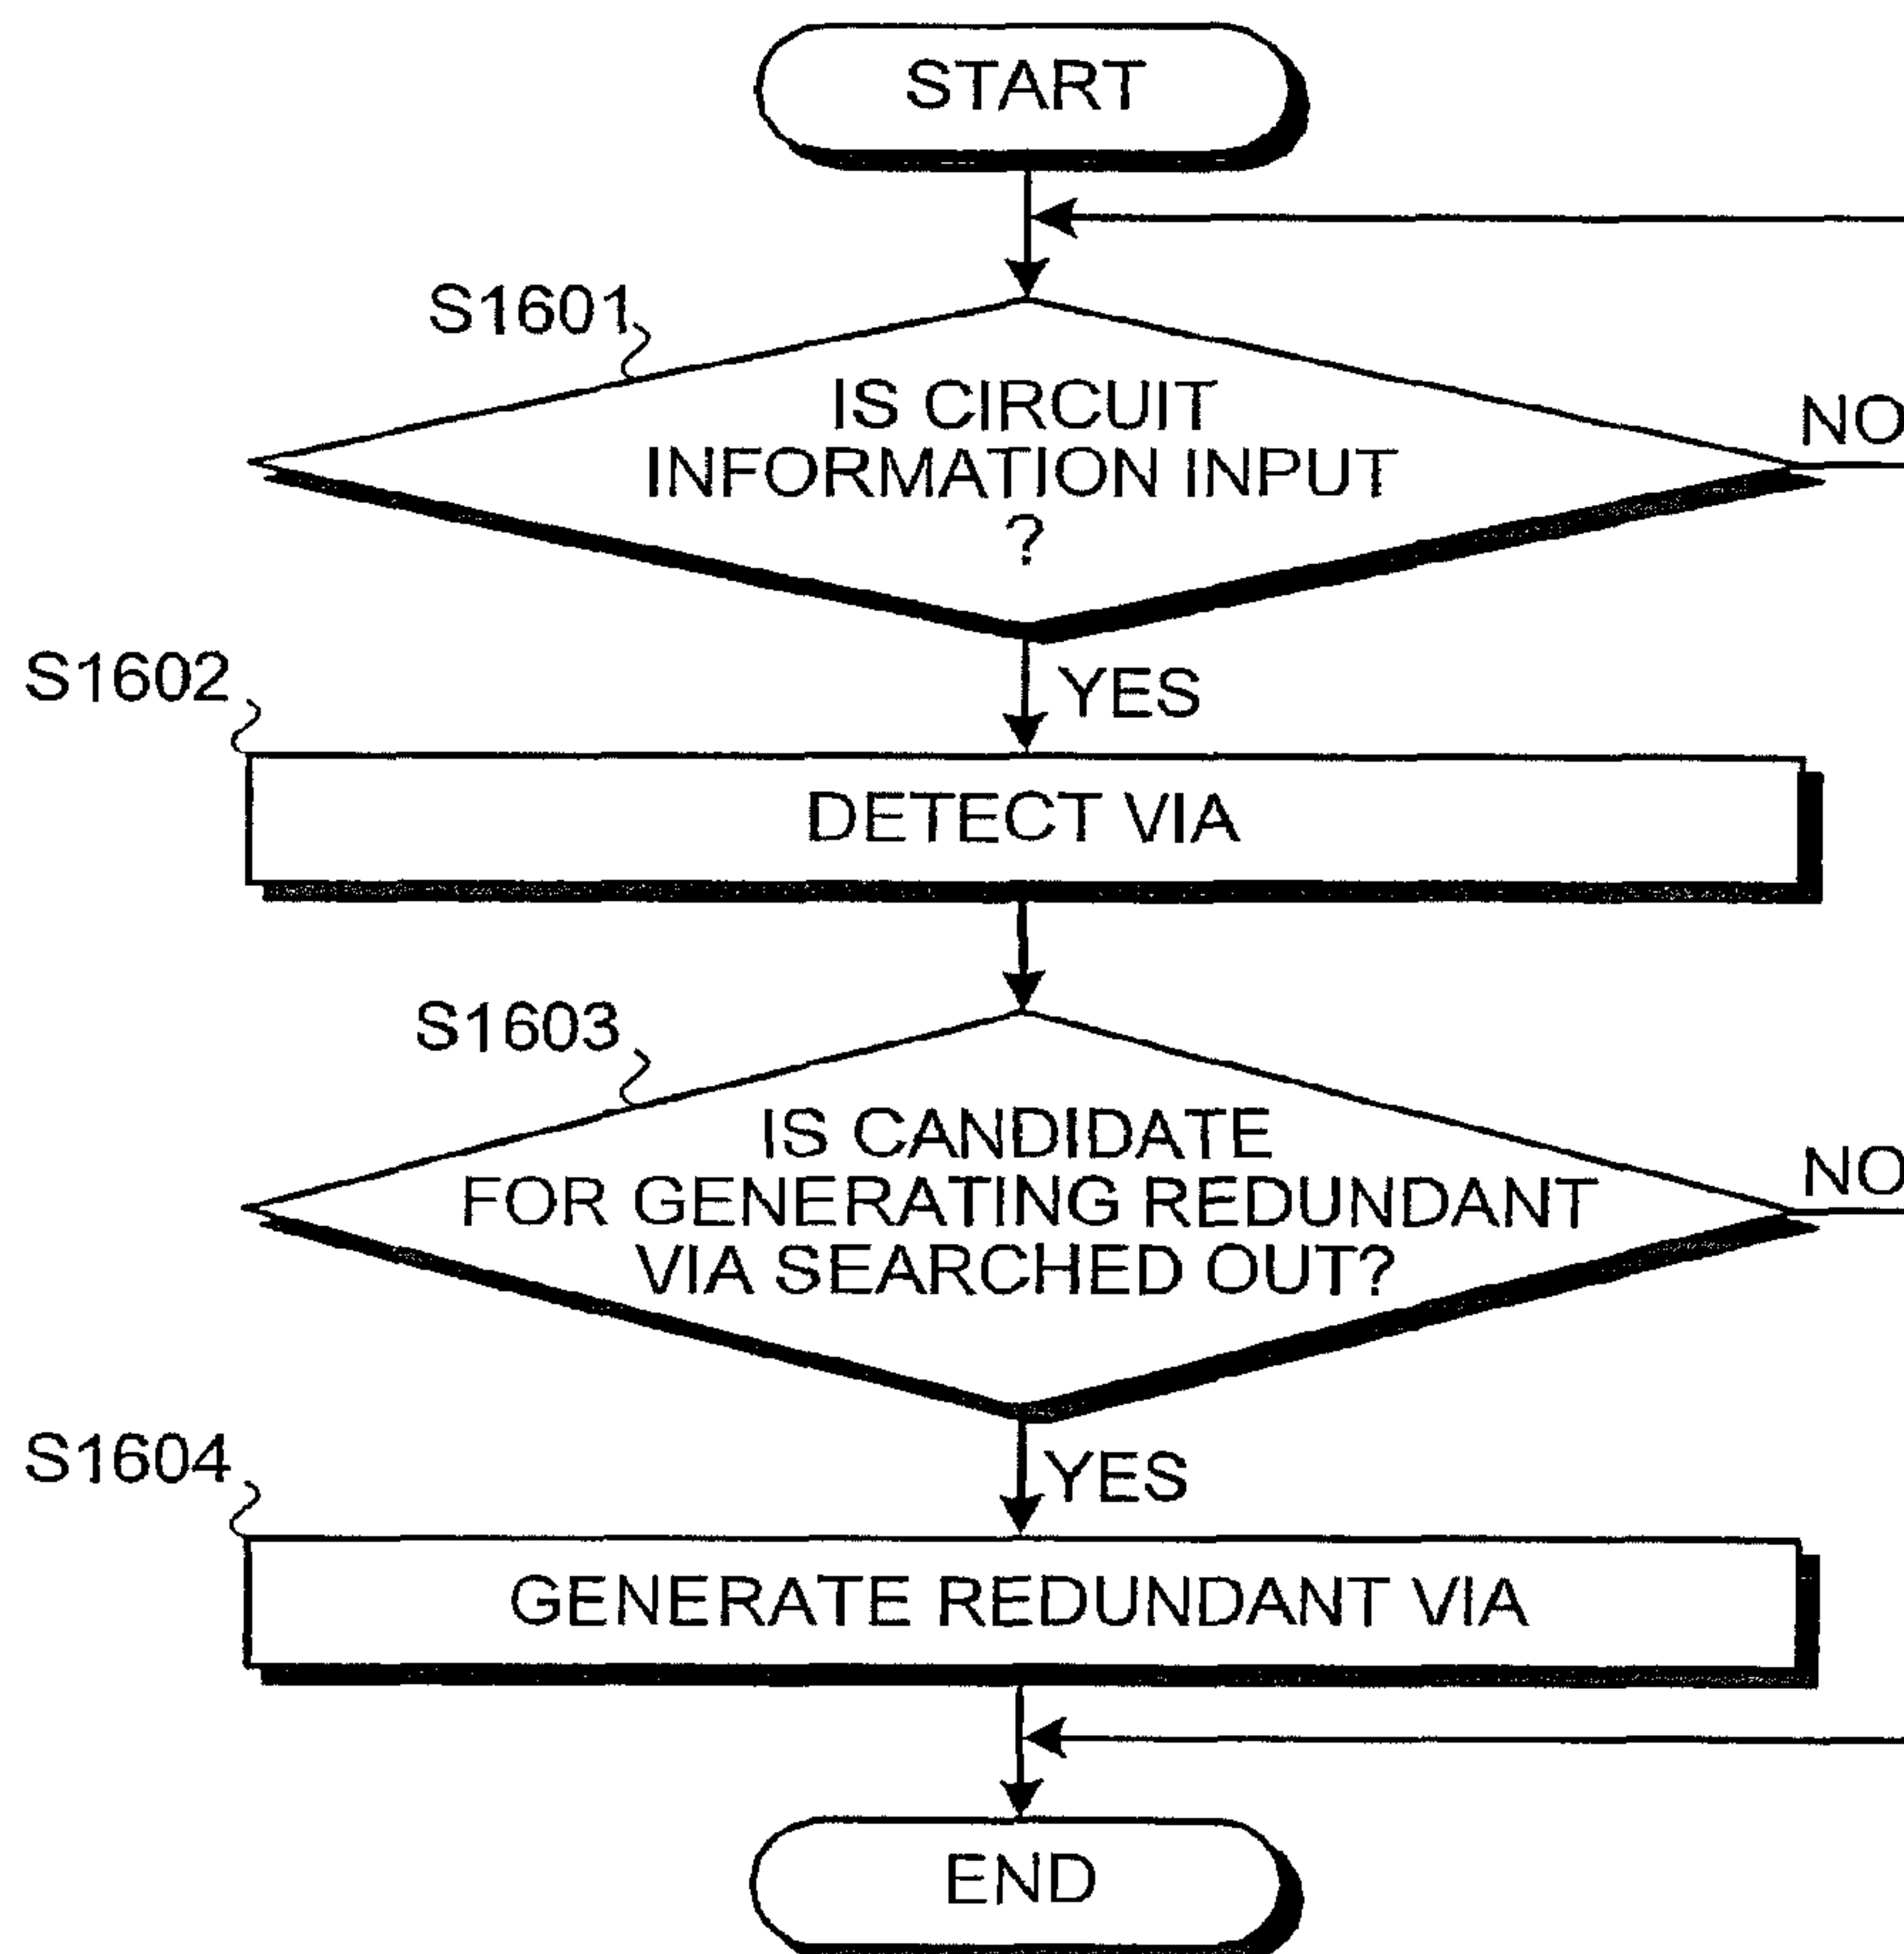 START
S1601
IS CIRCUIT
INFORMATION INPUT
?
NO
YES
S1602
DETECT VIA
S1603
IS CANDIDATE
FOR GENERATING REDUNDANT
VIA SEARCHED OUT?
NO
YES
S1604
GENERATE REDUNDANT VIA
END